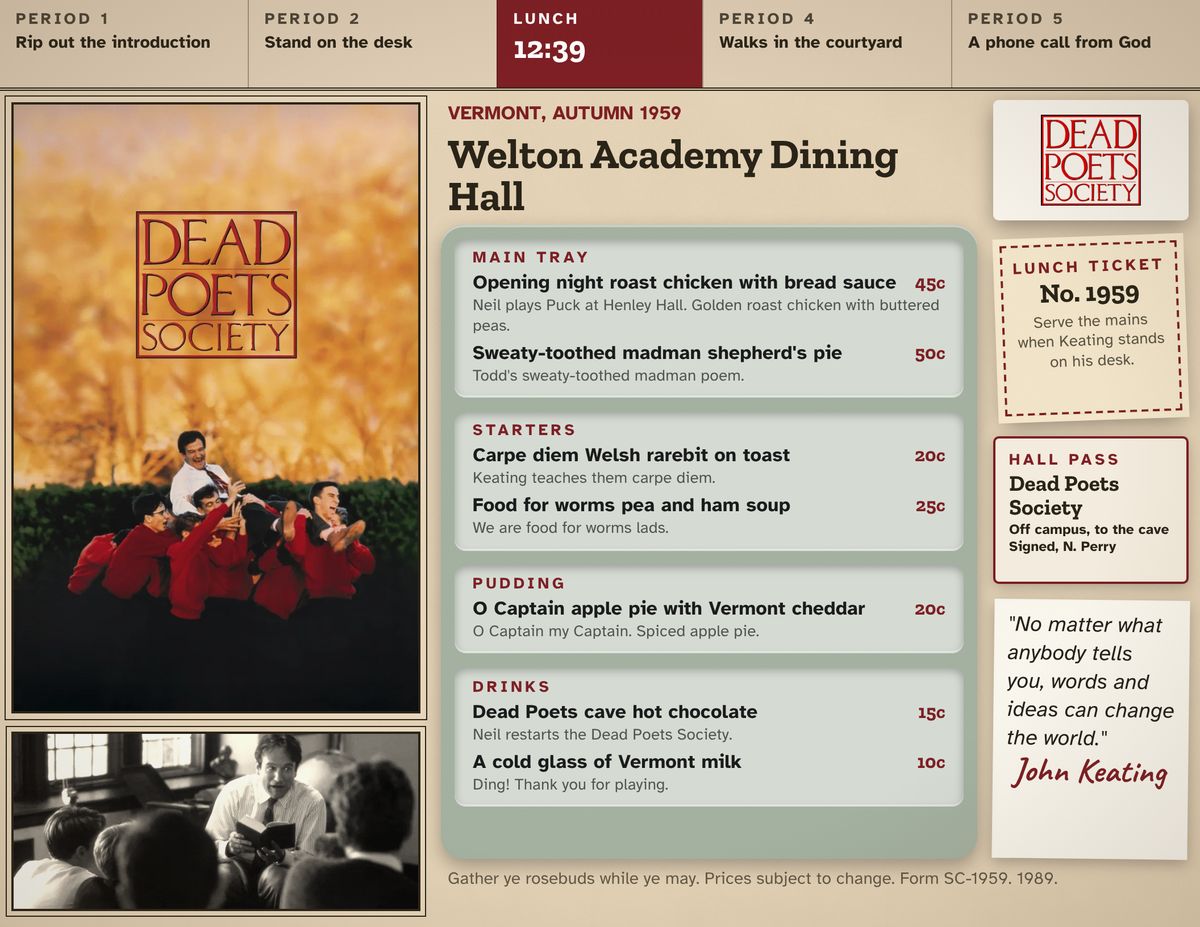 PERIOD 1
Rip out the introduction
PERIOD 2
Stand on the desk
LUNCH
12:39
PERIOD 4
Walks in the courtyard
PERIOD 5
A phone call from God
DEAD
POETS
SOCIETY
VERMONT, AUTUMN 1959
Welton Academy Dining
Hall
MAIN TRAY
Opening night roast chicken with bread sauce 45c
Neil plays Puck at Henley Hall. Golden roast chicken with buttered
peas.
Sweaty-toothed madman shepherd's pie 50c
Todd's sweaty-toothed madman poem.
STARTERS
Carpe diem Welsh rarebit on toast 20c
Keating teaches them carpe diem.
Food for worms pea and ham soup 25c
We are food for worms lads.
PUDDING
O Captain apple pie with Vermont cheddar 20c
O Captain my Captain. Spiced apple pie.
DRINKS
Dead Poets cave hot chocolate 15c
Neil restarts the Dead Poets Society.
A cold glass of Vermont milk 10c
Ding! Thank you for playing.
Gather ye rosebuds while ye may. Prices subject to change. Form SC-1959. 1989.
DEAD
POETS
SOCIETY
LUNCH TICKET
No. 1959
Serve the mains
when Keating stands
on his desk.
HALL PASS
Dead Poets
Society
Off campus, to the cave
Signed, N. Perry
"No matter what
anybody tells
you, words and
ideas can change
the world."
John Keating